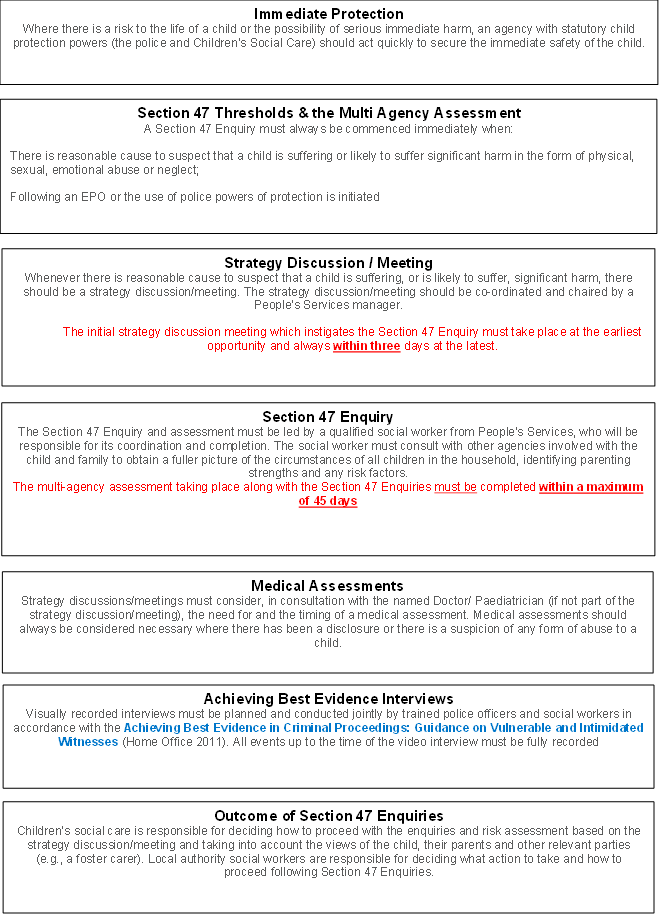 Immediate Protection
Where there is a risk to the life of a child or the possibility of serious immediate harm, an agency with statutory child
protection powers (the police and Children's Social Care) should act quickly to secure the immediate safety of the child.
Section 47 Thresholds & the Multi Agency Assessment
A Section 47 Enquiry must always be commenced immediately when:
There is reasonable cause to suspect that a child is suffering or likely to suffer significant harm in the form of physical,
sexual, emotional abuse or neglect;
Following an EPO or the use of police powers of protection is initiated
Strategy Discussion / Meeting
Whenever there is reasonable cause to suspect that a child is suffering, or is likely to suffer, significant harm, there
should be a strategy discussion/meeting. The strategy discussion/meeting should be co-ordinated and chaired by a
People's Services manager.
The initial strategy discussion meeting which instigates the Section 47 Enquiry must take place at the earliest
opportunity and always within three days at the latest.
Section 47 Enquiry
The Section 47 Enquiry and assessment must be led by a qualified social worker from People's Services, who will be
responsible for its coordination and completion. The social worker must consult with other agencies involved with the
child and family to obtain a fuller picture of the circumstances of all children in the household, identifying parenting
strengths and any risk factors.
The multi-agency assessment taking place along with the Section 47 Enquiries must be completed within a maximum
of 45 days
Medical Assessments
Strategy discussions/meetings must consider, in consultation with the named Doctor/ Paediatrician (if not part of the
strategy discussion/meeting), the need for and the timing of a medical assessment. Medical assessments should
always be considered necessary where there has been a disclosure or there is a suspicion of any form of abuse to a
child.
Achieving Best Evidence Interviews
Visually recorded interviews must be planned and conducted jointly by trained police officers and social workers in
accordance with the Achieving Best Evidence in Criminal Proceedings: Guidance on Vulnerable and Intimidated
Witnesses (Home Office 2011). All events up to the time of the video interview must be fully recorded
Outcome of Section 47 Enquiries
Children's social care is responsible for deciding how to proceed with the enquiries and risk assessment based on the
strategy discussion/meeting and taking into account the views of the child, their parents and other relevant parties
(e.g., a foster carer). Local authority social workers are responsible for deciding what action to take and how to
proceed following Section 47 Enquiries.